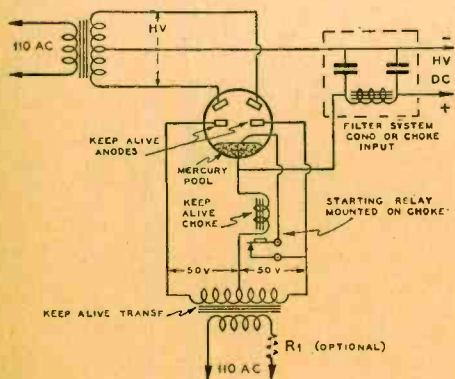 110 AC
HV
−
HV
DC
+
FILTER SYSTEM
COND OR CHOKE
INPUT
KEEP ALIVE
ANODES
MERCURY
POOL
KEEP
ALIVE
CHOKE
STARTING RELAY
MOUNTED ON CHOKE
50 V
50 V
KEEP ALIVE TRANSF
R1 (OPTIONAL)
110 AC